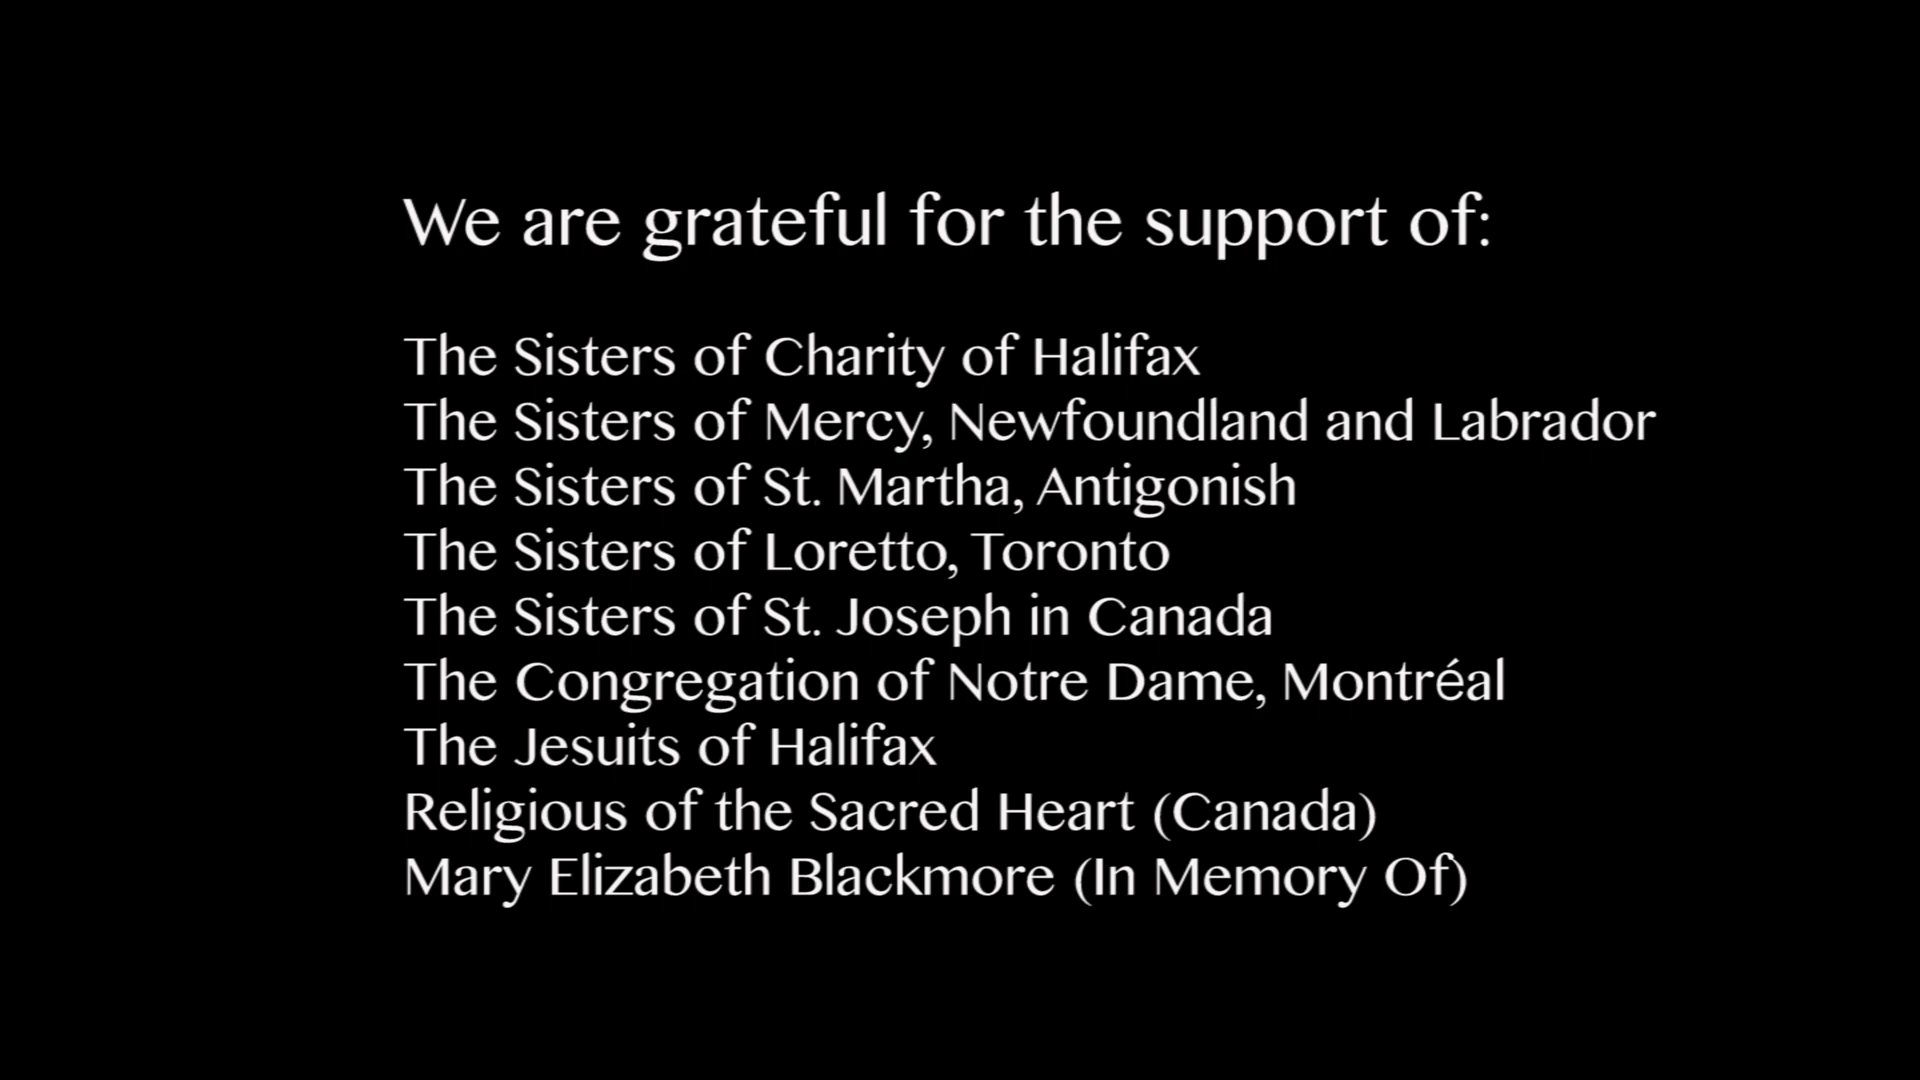 We are grateful for the support of:
The Sisters of Charity of Halifax
The Sisters of Mercy, Newfoundland and Labrador
The Sisters of St. Martha, Antigonish
The Sisters of Loretto, Toronto
The Sisters of St. Joseph in Canada
The Congregation of Notre Dame, Montréal
The Jesuits of Halifax
Religious of the Sacred Heart (Canada)
Mary Elizabeth Blackmore (In Memory Of)